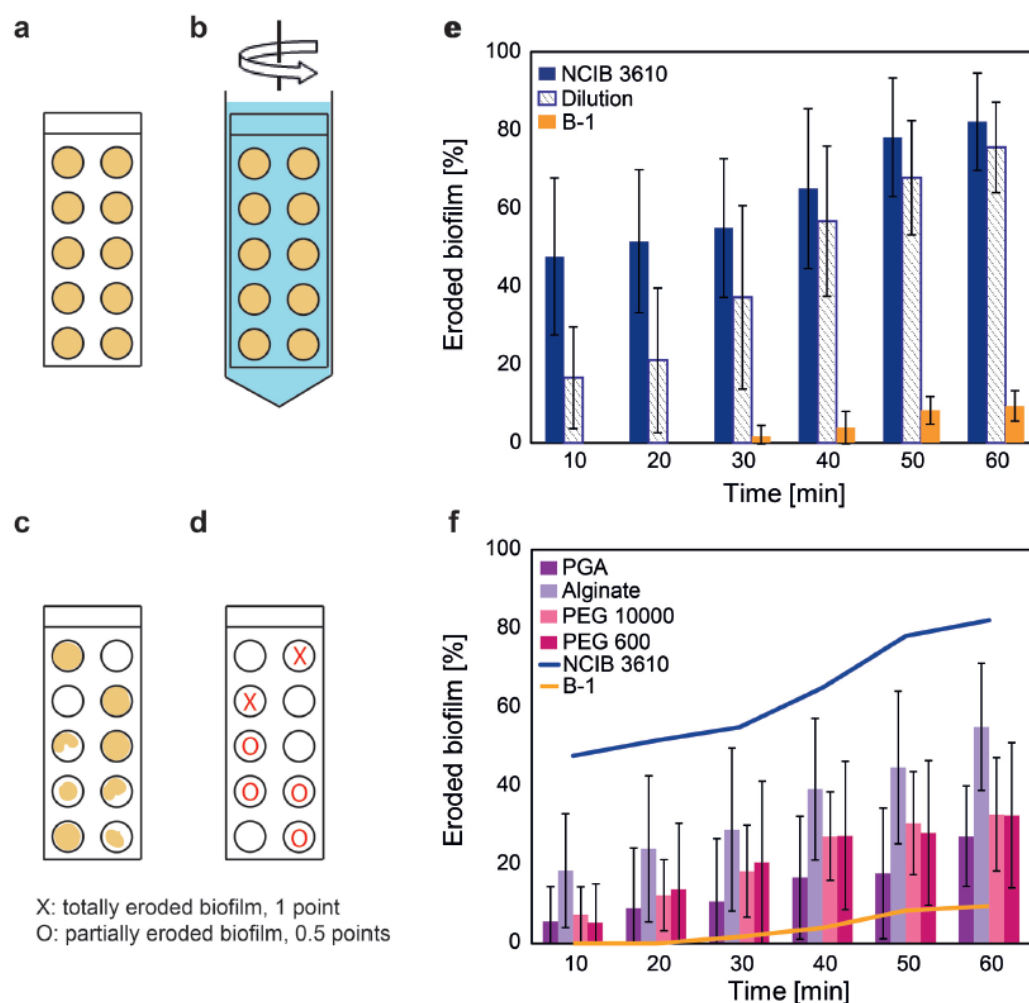 a
b
c
d
X
X
O
O
O
O
X: totally eroded biofilm, 1 point
O: partially eroded biofilm, 0.5 points
e
100
80
60
40
20
0
Eroded biofilm [%]
NCIB 3610
Dilution
B-1
10 20 30 40 50 60
Time [min]
f
100
80
60
40
20
0
Eroded biofilm [%]
PGA
Alginate
PEG 10000
PEG 600
NCIB 3610
B-1
10 20 30 40 50 60
Time [min]